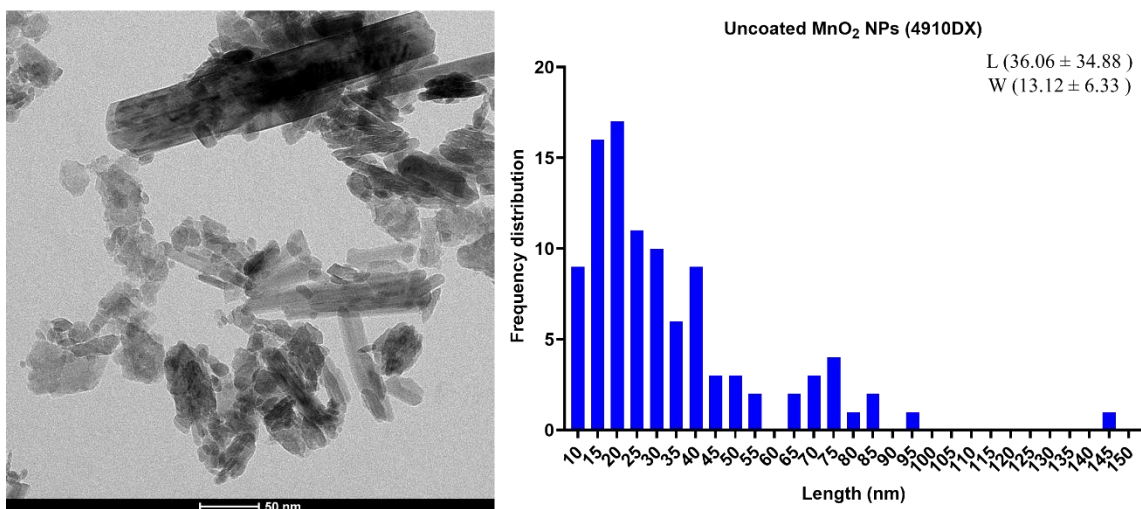 50 nm
Uncoated MnO₂ NPs (4910DX)
L (36.06 ± 34.88 )
W (13.12 ± 6.33 )
Frequency distribution
20
15
10
5
0
10 15 20 25 30 35 40 45 50 55 60 65 70 75 80 85 90 95 100 105 110 115 120 125 130 135 140 145 150
Length (nm)